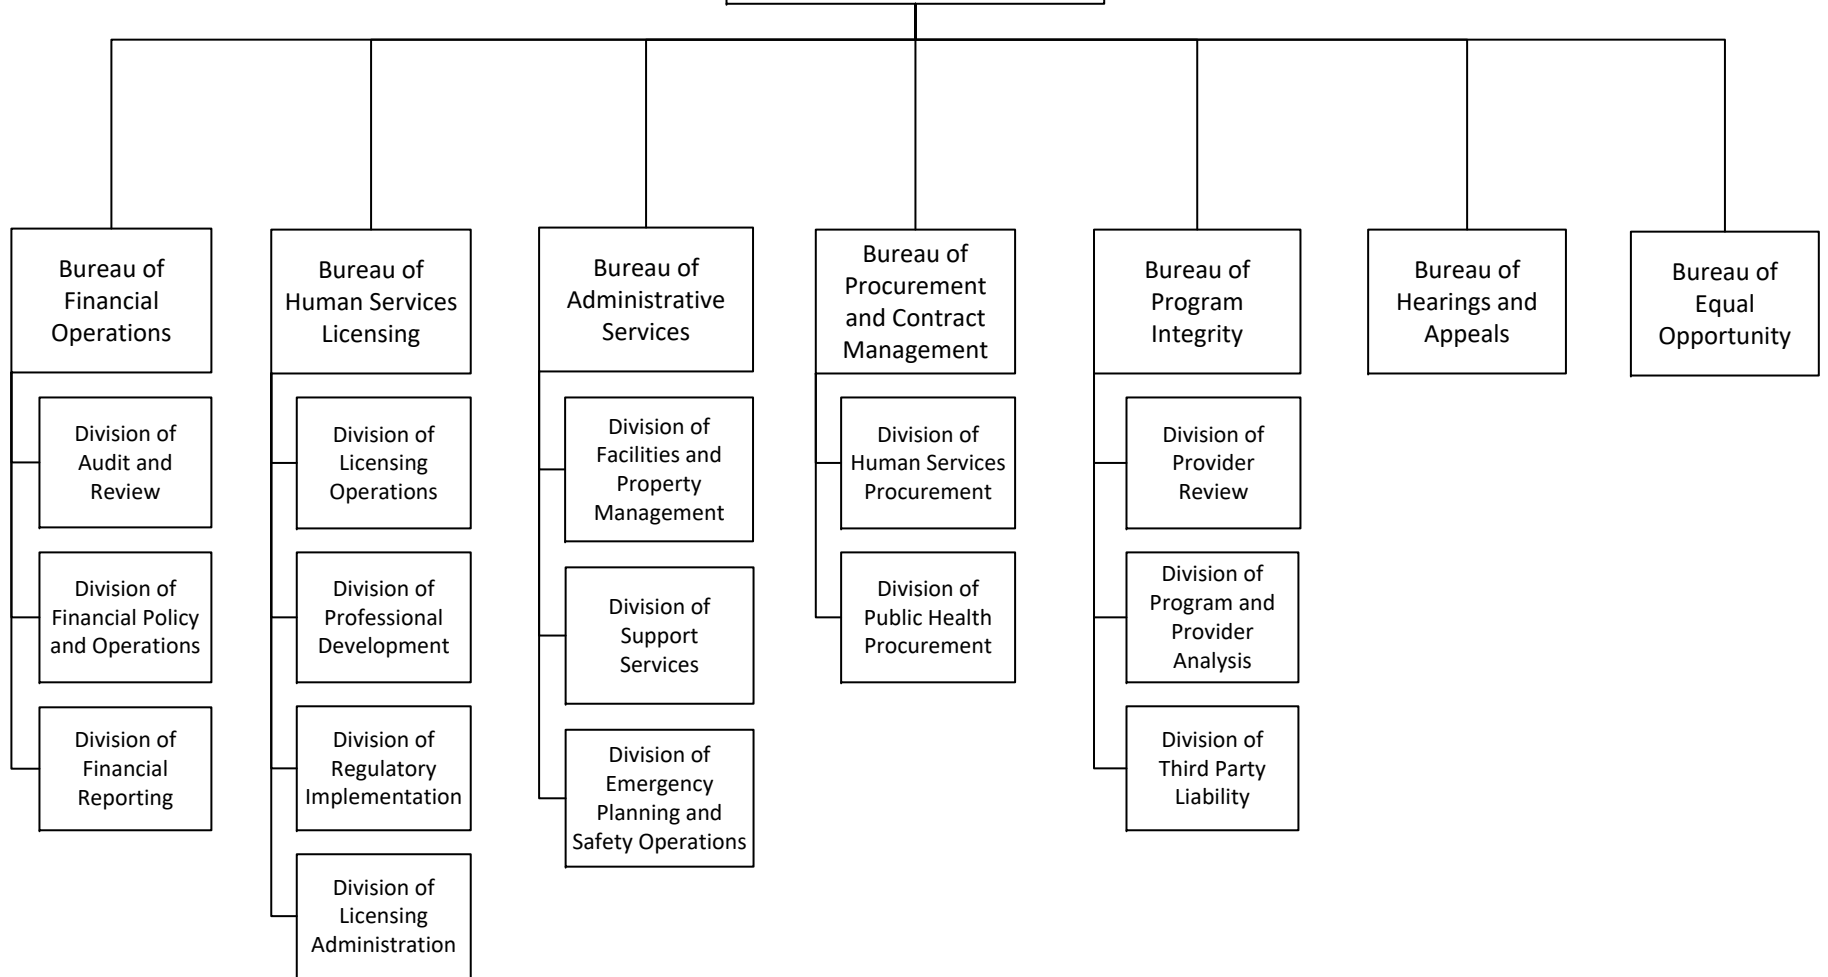 Bureau of
Financial
Operations
Bureau of
Human Services
Licensing
Bureau of
Administrative
Services
Bureau of
Procurement
and Contract
Management
Bureau of
Program
Integrity
Bureau of
Hearings and
Appeals
Bureau of
Equal
Opportunity
Division of
Audit and
Review
Division of
Financial Policy
and Operations
Division of
Financial
Reporting
Division of
Licensing
Operations
Division of
Professional
Development
Division of
Regulatory
Implementation
Division of
Licensing
Administration
Division of
Facilities and
Property
Management
Division of
Support
Services
Division of
Emergency
Planning and
Safety Operations
Division of
Human Services
Procurement
Division of
Public Health
Procurement
Division of
Provider
Review
Division of
Program and
Provider
Analysis
Division of
Third Party
Liability